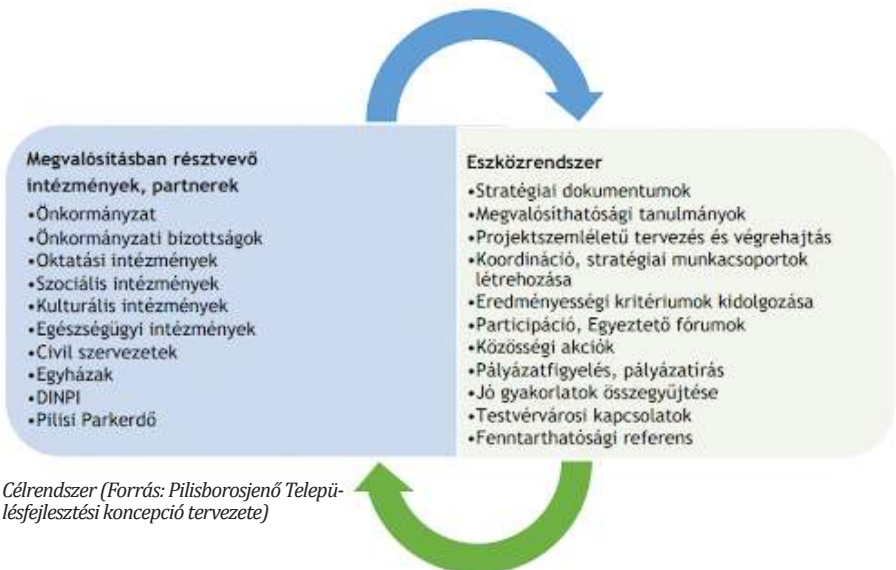 Megvalósításban résztvevő
intézmények, partnerek
•Önkormányzat
•Önkormányzati bizottságok
•Oktatási intézmények
•Szociális intézmények
•Kulturális intézmények
•Egészségügyi intézmények
•Civil szervezetek
•Egyházak
•DINPI
•Pilisi Parkerdő
Eszközrendszer
•Stratégiai dokumentumok
•Megvalósíthatósági tanulmányok
•Projektszemléletű tervezés és végrehajtás
•Koordináció, stratégiai munkacsoportok
létrehozása
•Eredményességi kritériumok kidolgozása
•Participáció, Egyeztető fórumok
•Közösségi akciók
•Pályázatfigyelés, pályázatírás
•Jó gyakorlatok összegyűjtése
•Testvérvárosi kapcsolatok
•Fenntarthatósági referens
Célrendszer (Forrás: Pilisborosjenő Telepü-
lésfejlesztési koncepció tervezete)